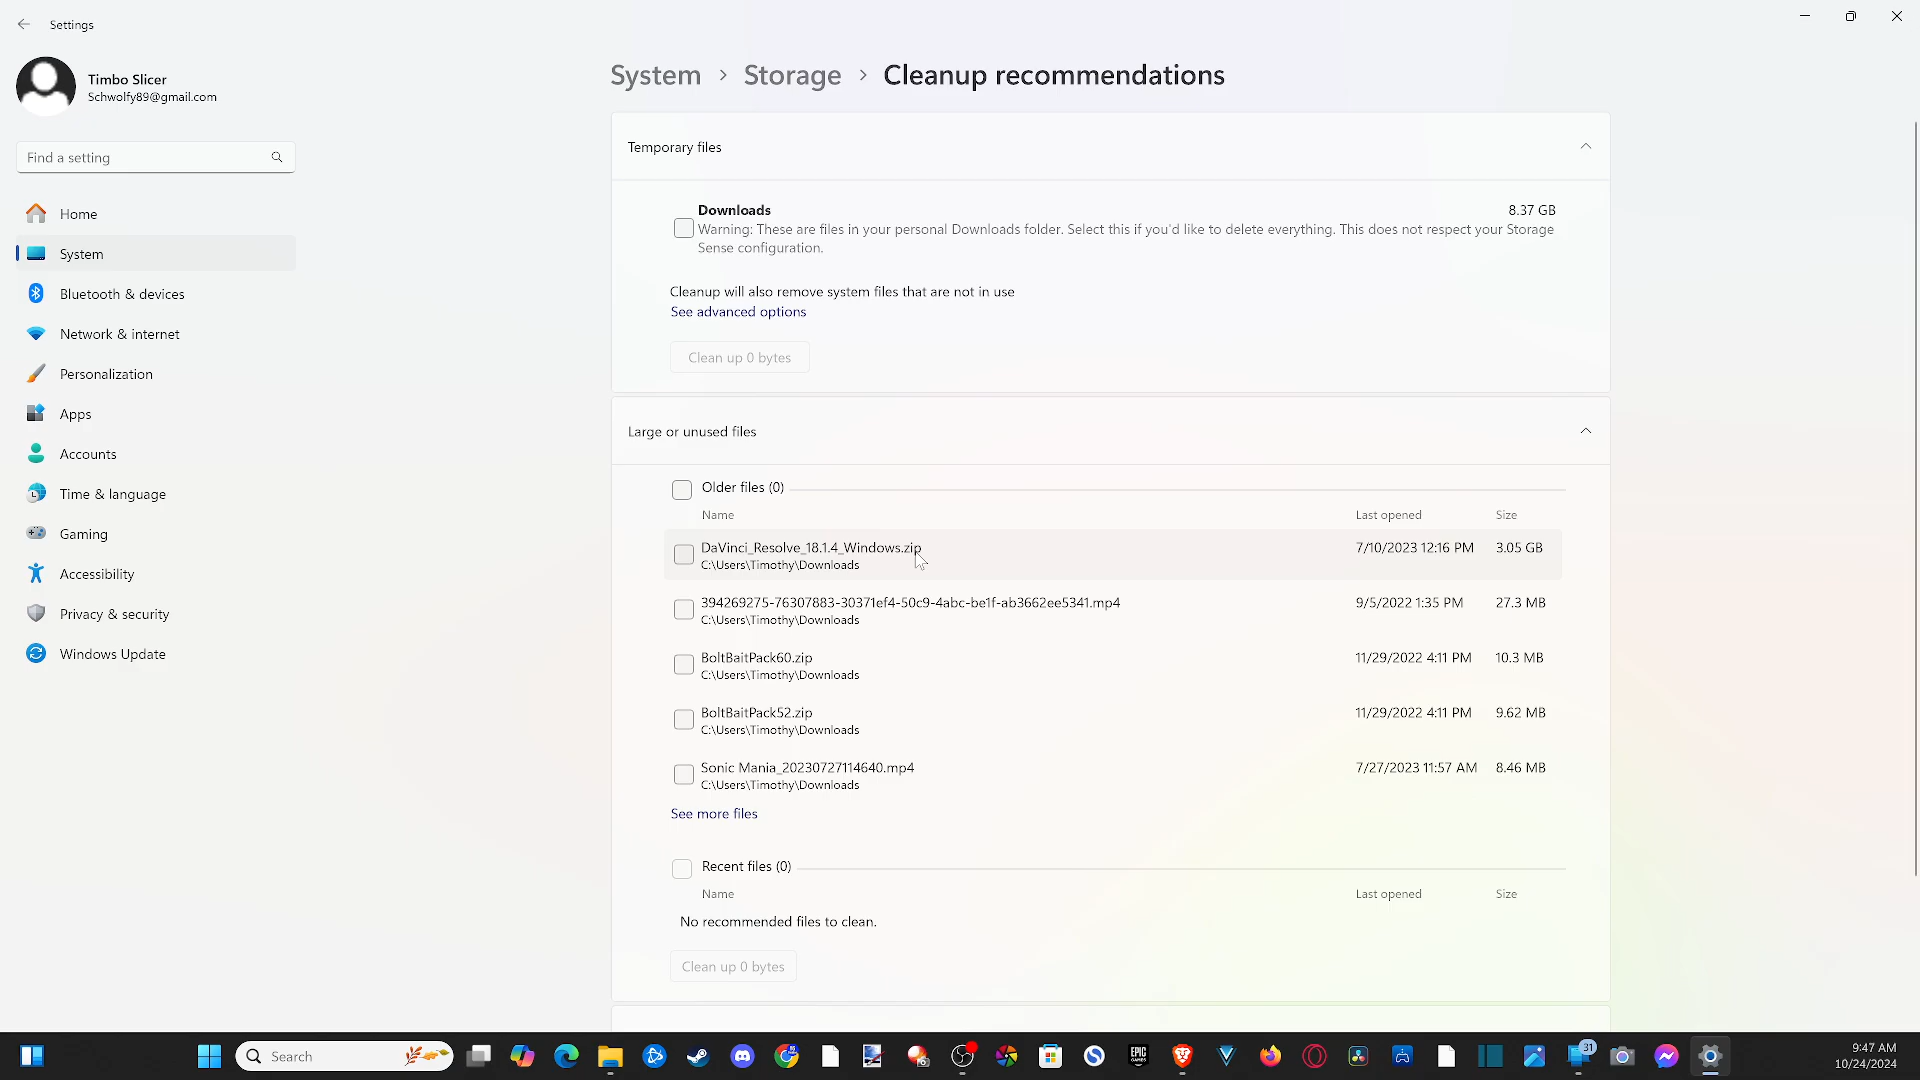 Settings
Timbo Slicer
Schwolfy89@gmail.com
Find a setting
Home
System
Bluetooth & devices
Network & internet
Personalization
Apps
Accounts
Time & language
Gaming
Accessibility
Privacy & security
Windows Update
System > Storage > Cleanup recommendations
Temporary files
Downloads 8.37 GB
Warning: These are files in your personal Downloads folder. Select this if you'd like to delete everything. This does not respect your Storage
Sense configuration.
Cleanup will also remove system files that are not in use
See advanced options
Clean up 0 bytes
Large or unused files
Older files (0)
Name Last opened Size
DaVinci_Resolve_18.1.4_Windows.zip 7/10/2023 12:16 PM 3.05 GB
C:\Users\Timothy\Downloads
394269275-76307883-30371ef4-50c9-4abc-be1f-ab3662ee5341.mp4 9/5/2022 1:35 PM 27.3 MB
C:\Users\Timothy\Downloads
BoltBaitPack60.zip 11/29/2022 4:11 PM 10.3 MB
C:\Users\Timothy\Downloads
BoltBaitPack52.zip 11/29/2022 4:11 PM 9.62 MB
C:\Users\Timothy\Downloads
Sonic Mania_20230727114640.mp4 7/27/2023 11:57 AM 8.46 MB
C:\Users\Timothy\Downloads
See more files
Recent files (0)
Name Last opened Size
No recommended files to clean.
Clean up 0 bytes
Search
EPIC
GAMES
31
9:47 AM
10/24/2024